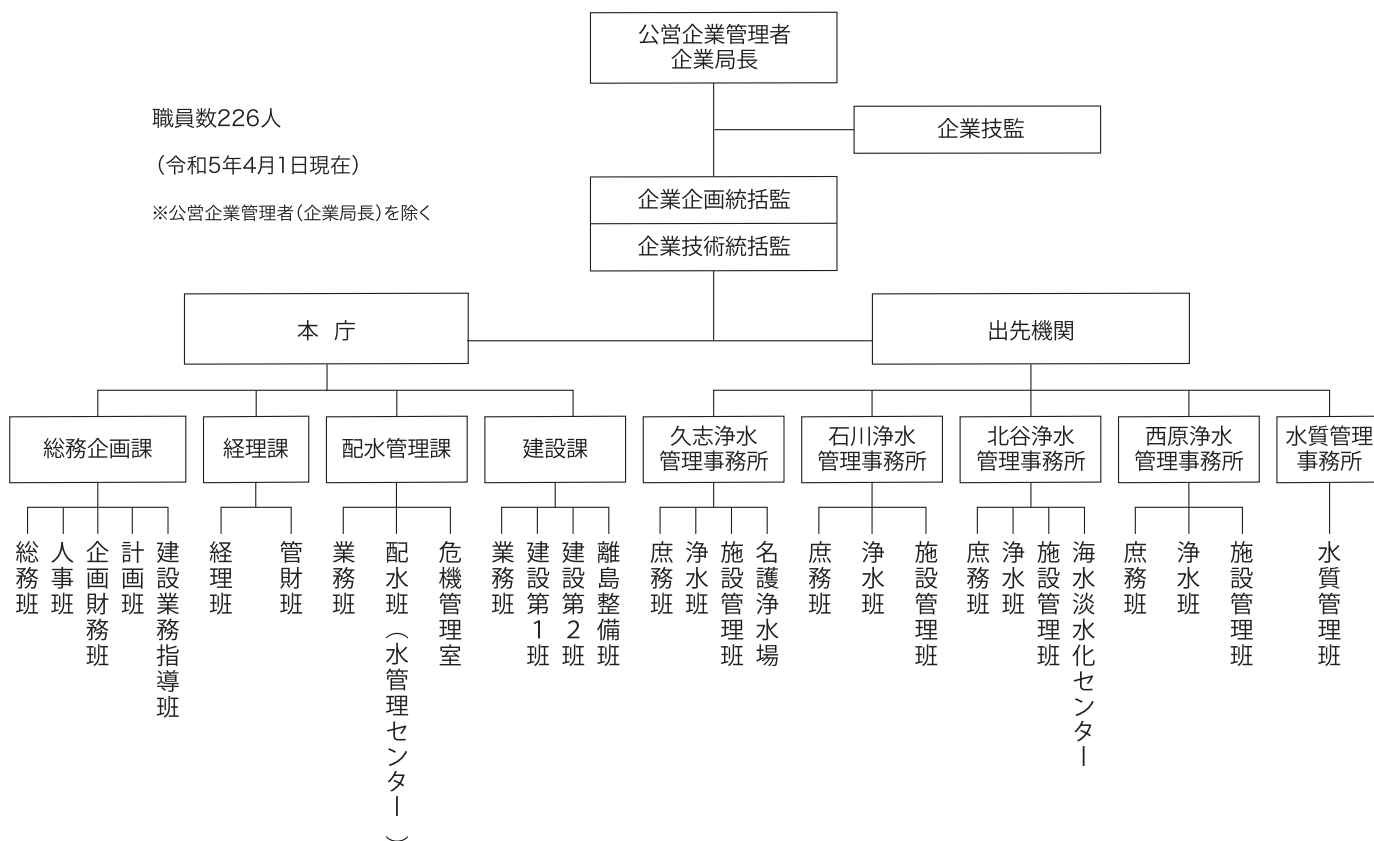 公営企業管理者
企業局長
職員数226人
（令和5年4月1日現在）
※公営企業管理者（企業局長）を除く
企業技監
企業企画統括監
企業技術統括監
本 庁
出先機関
総務企画課
経理課
配水管理課
建設課
久志浄水
管理事務所
石川浄水
管理事務所
北谷浄水
管理事務所
西原浄水
管理事務所
水質管理
事務所
総務班
人事班
企画財務班
計画班
建設業務指導班
経理班
管財班
業務班
配水班（水管理センター）
危機管理室
業務班
建設第1班
建設第2班
離島整備班
庶務班
浄水班
施設管理班
名護浄水場
庶務班
浄水班
施設管理班
庶務班
浄水班
施設管理班
海水淡水化センター
庶務班
浄水班
施設管理班
水質管理班